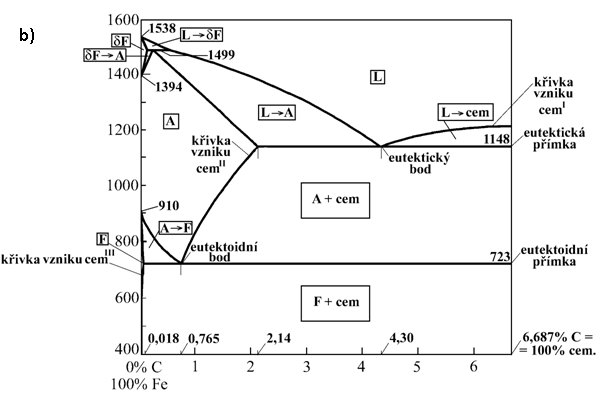 b)
1600
1538
L→δF
δF
δF→A
1499
1400
1394
L
křivka
vzniku
cemI
L→A
L→cem
A
1200
křivka
vzniku
cemII
1148
eutektická
přímka
eutektický
bod
1000
A + cem
910
A→F
F
800
křivka vzniku cemIII
eutektoidní
bod
723
eutektoidní
přímka
600
F + cem
400
0,018
0,765
2,14
4,30
6,687% C =
= 100% cem.
0% C
1
2
3
4
5
6
100% Fe